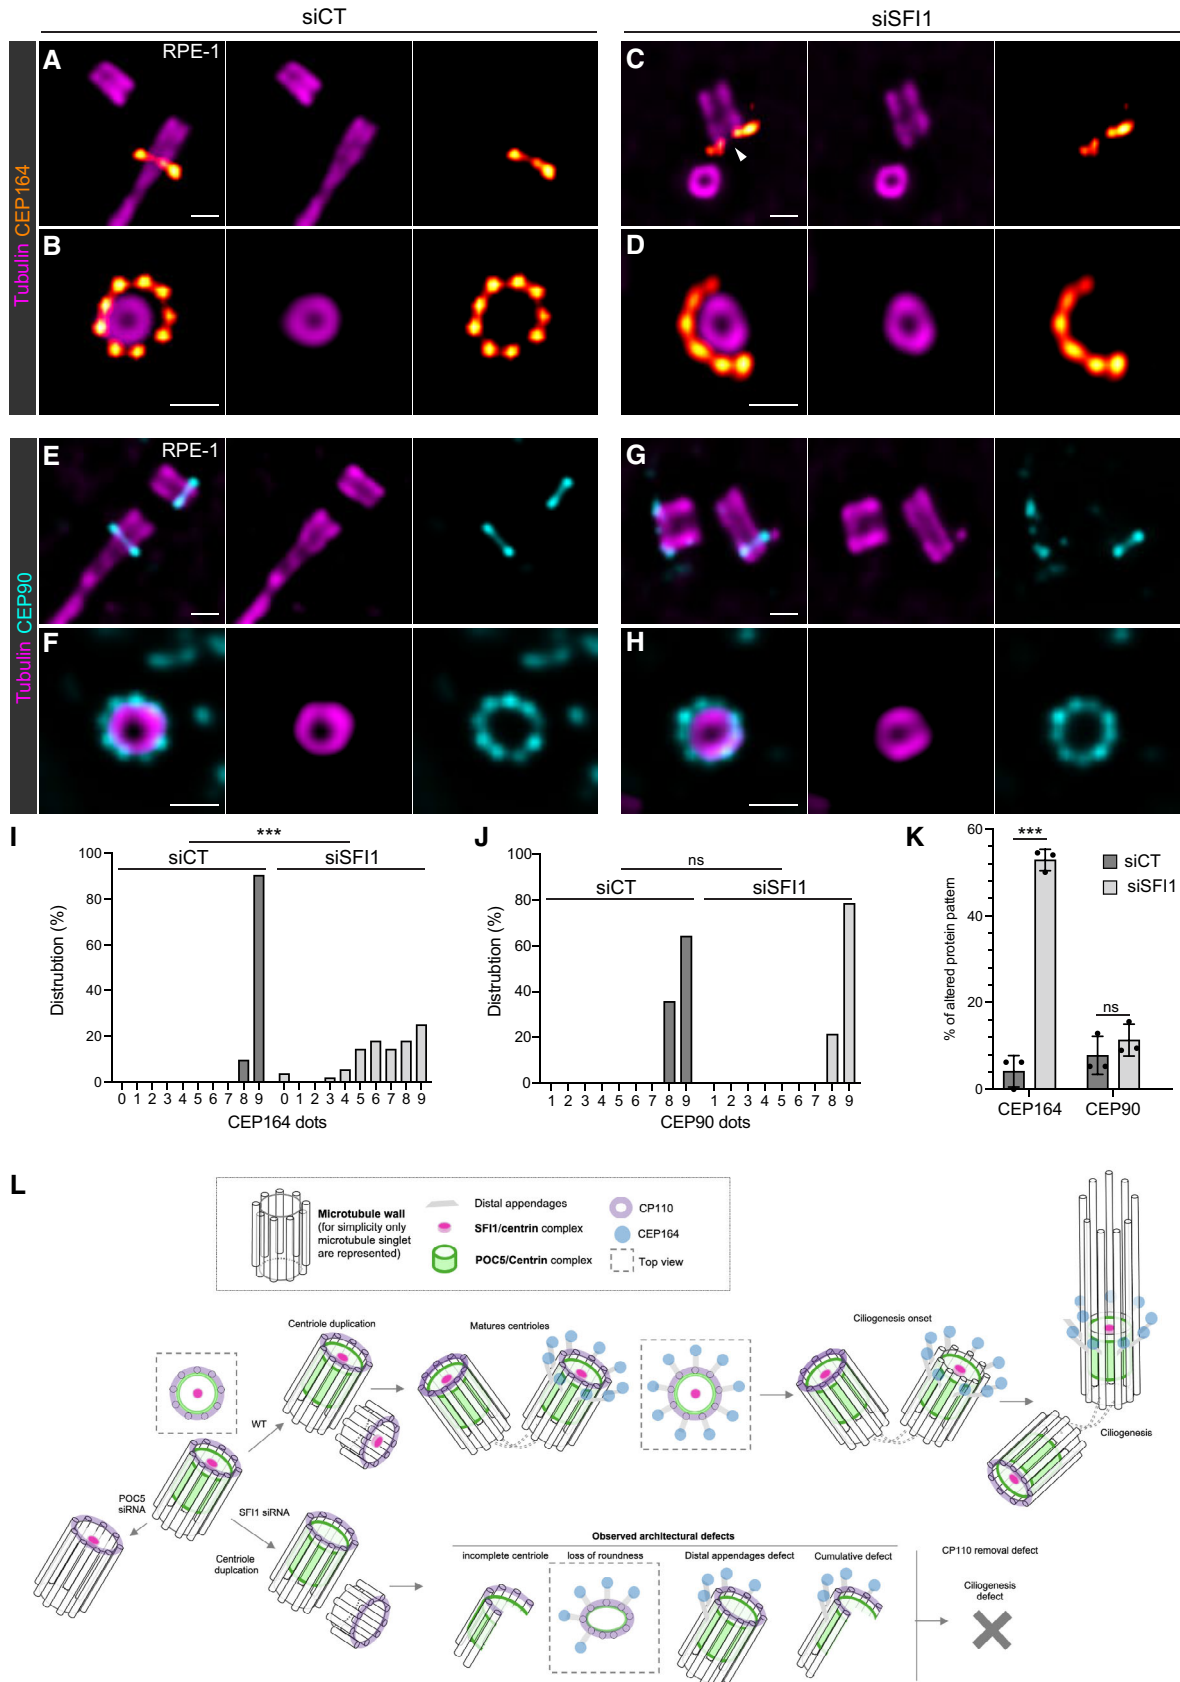 siCT
siSFI1
Tubulin CEP164
A
RPE-1
C
B
D
Tubulin CEP90
E
RPE-1
G
F
H
I
***
siCT
siSFI1
Distrubtion (%)
100
80
60
40
20
0
0 1 2 3 4 5 6 7 8 9 0 1 2 3 4 5 6 7 8 9
CEP164 dots
J
ns
siCT
siSFI1
Distrubtion (%)
100
80
60
40
20
0
1 2 3 4 5 6 7 8 9 1 2 3 4 5 6 7 8 9
CEP90 dots
K
***
siCT
siSFI1
ns
% of altered protein pattern
60
40
20
0
CEP164 CEP90
L
Microtubule wall
(for simplicity only
microtubule singlet
are represented)
Distal appendages
SFI1/centrin complex
POC5/Centrin complex
CP110
CEP164
Top view
Centriole duplication
Matures centrioles
Ciliogenesis onset
Ciliogenesis
WT
POC5
siRNA
SFI1 siRNA
Centriole
duplcation
Observed architectural defects
incomplete centriole
loss of roundness
Distal appendages defect
Cumulative defect
CP110 removal defect
Ciliogenesis
defect